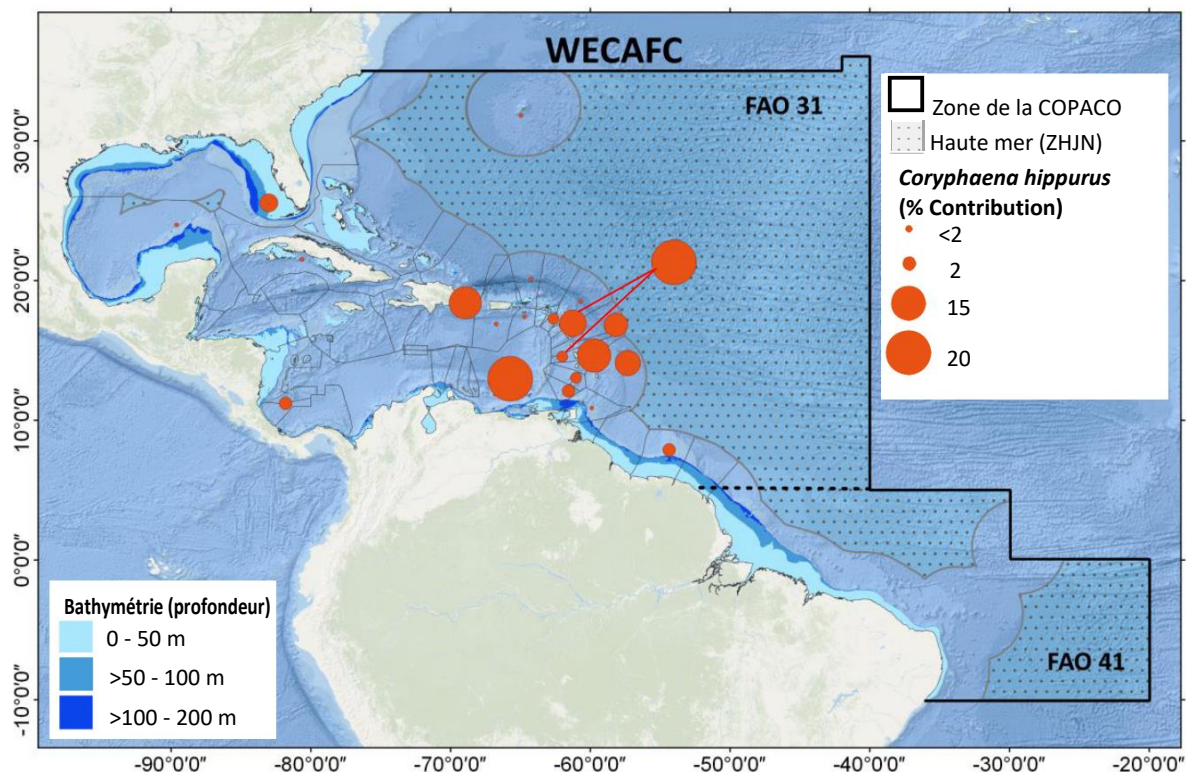 WECAFC
FAO 31
Zone de la COPACO
Haute mer (ZHJN)
Coryphaena hippurus
(% Contribution)
<2
2
15
20
30°0'0"
20°0'0"
10°0'0"
0°0'0"
-10°0'0"
Bathymétrie (profondeur)
0 - 50 m
>50 - 100 m
>100 - 200 m
FAO 41
-90°0'0" -80°0'0" -70°0'0" -60°0'0" -50°0'0" -40°0'0" -30°0'0" -20°0'0"